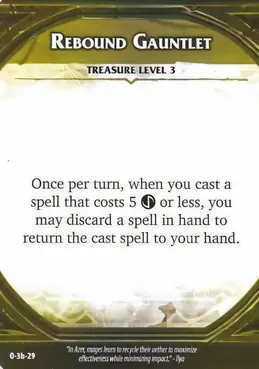 Rebound Gauntlet
Treasure Level 3
Once per turn, when you cast a
spell that costs 5 or less, you
may discard a spell in hand to
return the cast spell to your hand.
0-3b-29
"In Azer, mages learn to recycle their aether to maximize
effectiveness while minimizing impact." - Ilya